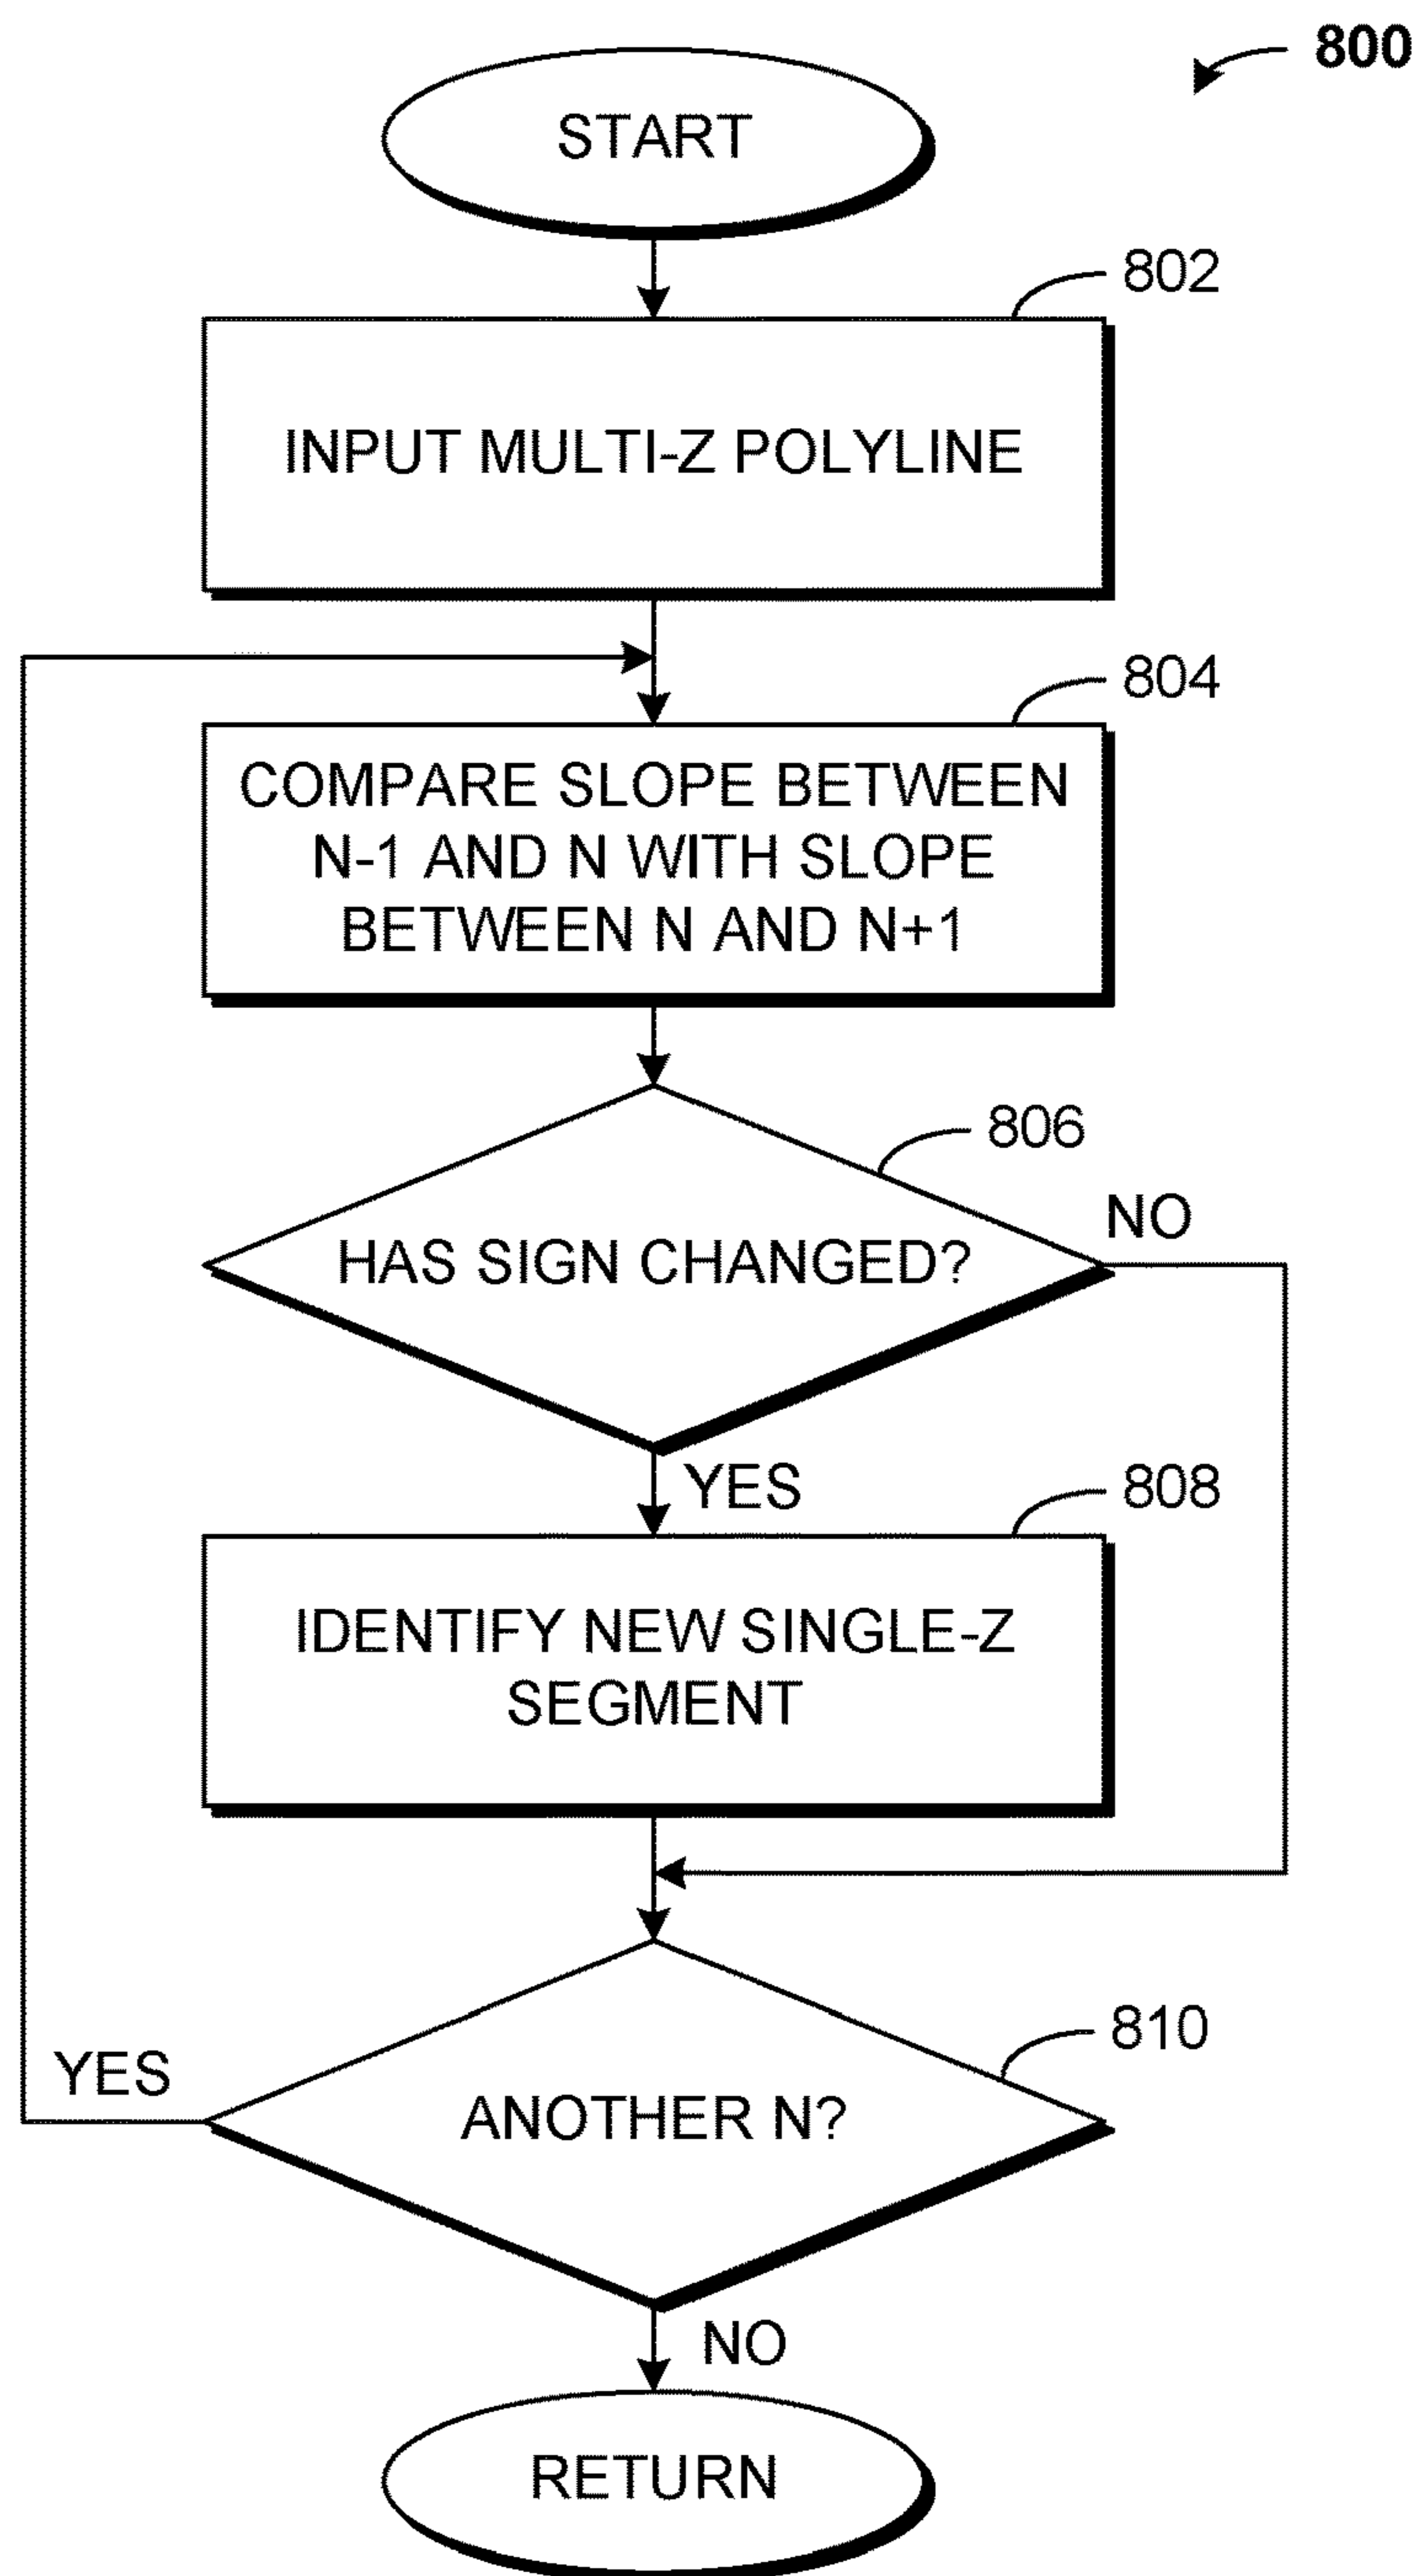 800
START
802
INPUT MULTI-Z POLYLINE
804
COMPARE SLOPE BETWEEN
N-1 AND N WITH SLOPE
BETWEEN N AND N+1
806
NO
HAS SIGN CHANGED?
YES
808
IDENTIFY NEW SINGLE-Z
SEGMENT
810
YES
ANOTHER N?
NO
RETURN